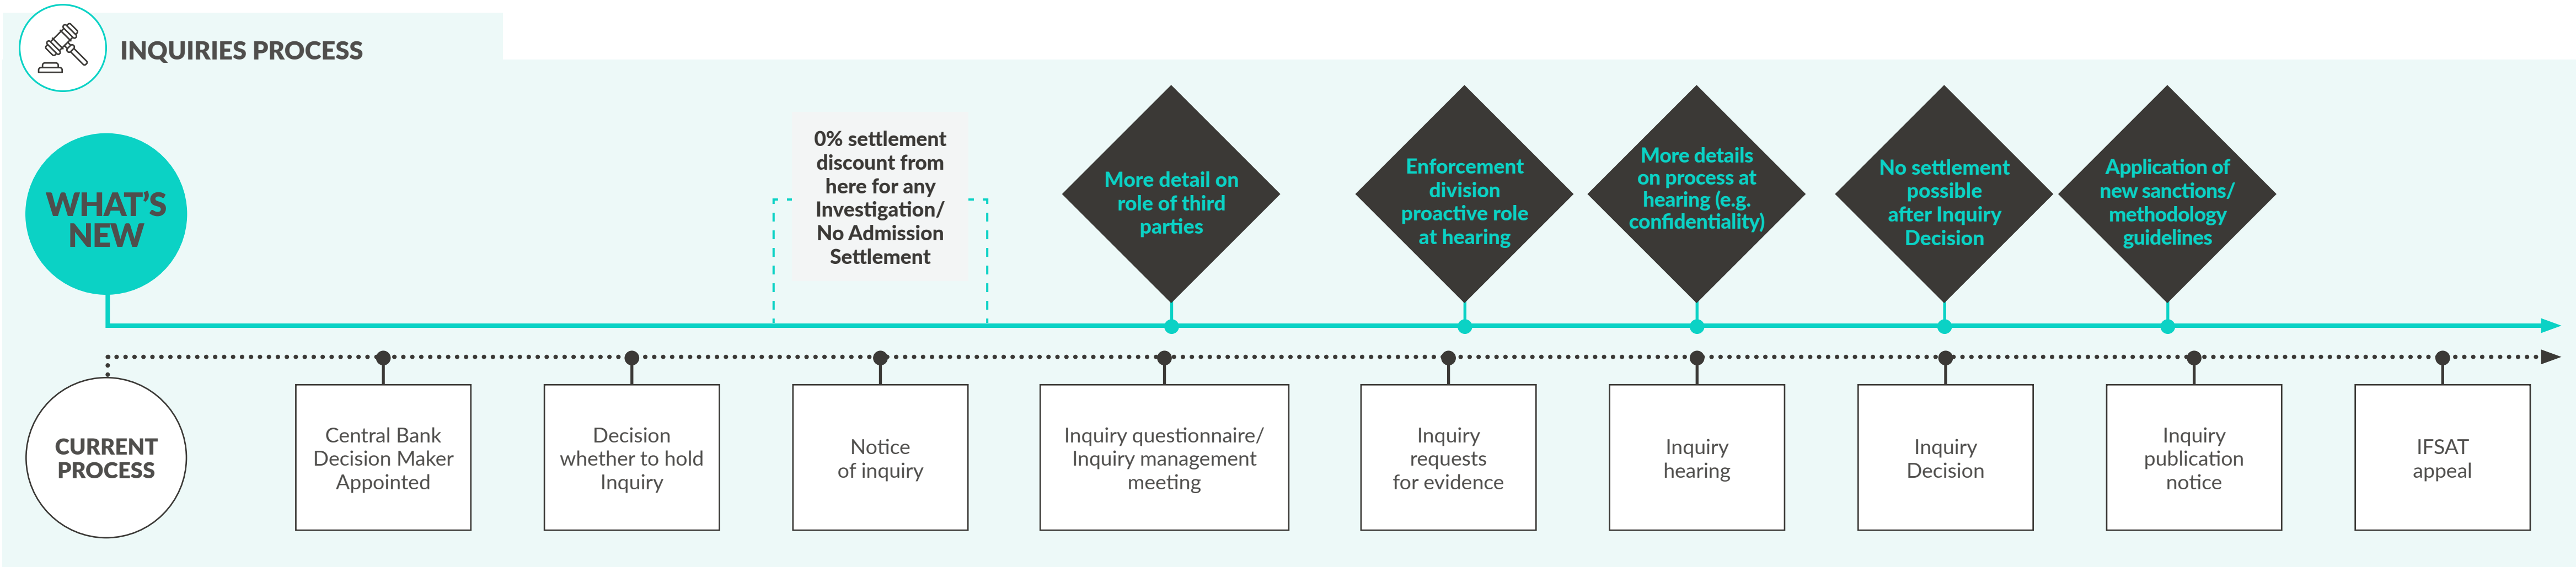 INQUIRIES PROCESS
WHAT'S
NEW
0% settlement
discount from
here for any
Investigation/
No Admission
Settlement
More detail on
role of third
parties
Enforcement
division
proactive role
at hearing
More details
on process at
hearing (e.g.
confidentiality)
No settlement
possible
after Inquiry
Decision
Application of
new sanctions/
methodology
guidelines
CURRENT
PROCESS
Central Bank
Decision Maker
Appointed
Decision
whether to hold
Inquiry
Notice
of inquiry
Inquiry questionnaire/
Inquiry management
meeting
Inquiry
requests
for evidence
Inquiry
hearing
Inquiry
Decision
Inquiry
publication
notice
IFSAT
appeal